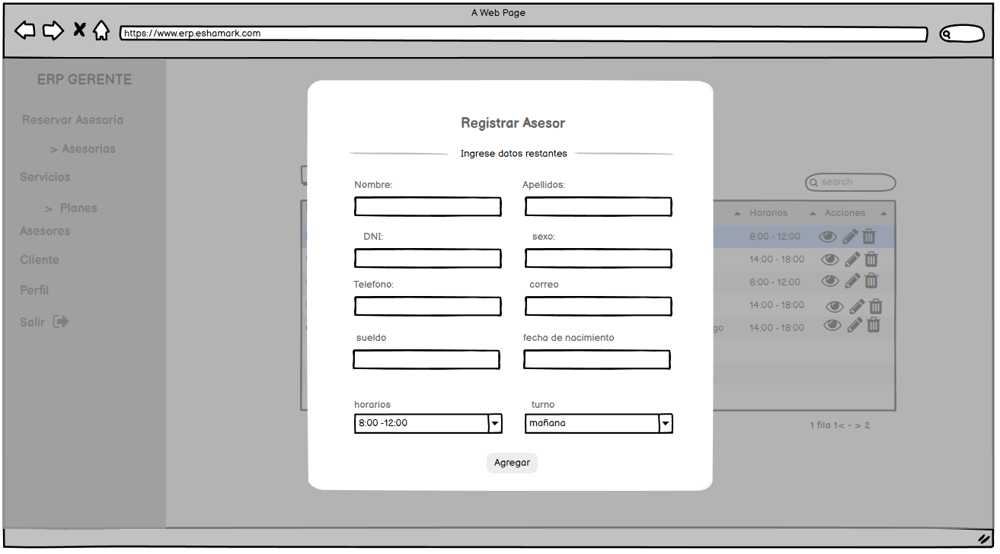 A Web Page
https://www.erp.eshamark.com
ERP GERENTE
Reservar Asesoria
> Asesorias
Servicios
> Planes
Asesores
Cliente
Perfil
Salir
Registrar Asesor
Ingrese datos restantes
Nombre: Apellidos:
DNI: sexo:
Telefono: correo
sueldo fecha de nacimiento
horarios turno
8:00 -12:00 mañana
Agregar
search
Horarios Acciones
8:00 - 12:00
14:00 - 18:00
8:00 - 12:00
14:00 - 18:00
go 14:00 - 18:00
1 fila 1< - > 2